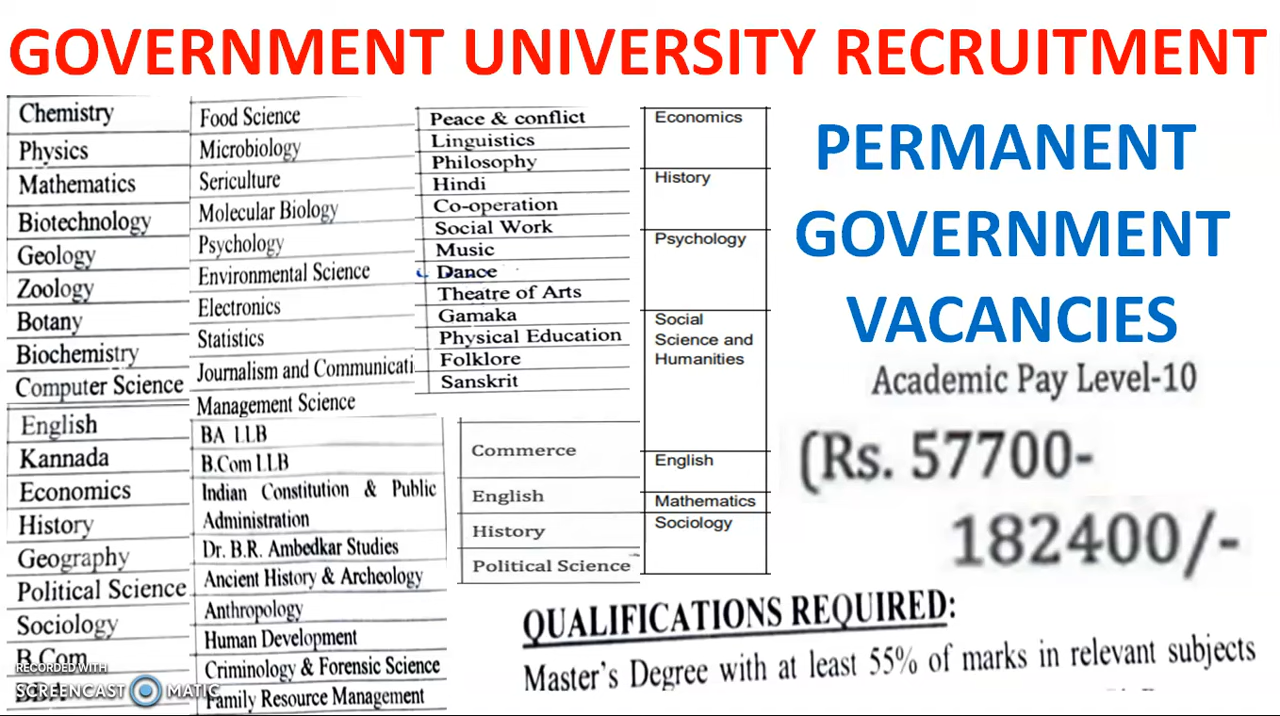 GOVERNMENT UNIVERSITY RECRUITMENT
Chemistry
Physics
Mathematics
Biotechnology
Geology
Zoology
Botany
Biochemistry
Computer Science
English
Kannada
Economics
History
Geography
Political Science
Sociology
B.Com
RECORDED WITH
SCREENCAST MATIC
Food Science
Microbiology
Sericulture
Molecular Biology
Psychology
Environmental Science
Electronics
Statistics
Journalism and Communicati
Management Science
BA LLB
B.Com LLB
Indian Constitution & Public
Administration
Dr. B.R. Ambedkar Studies
Ancient History & Archeology
Anthropology
Human Development
Criminology & Forensic Science
Family Resource Management
Peace & conflict
Linguistics
Philosophy
Hindi
Co-operation
Social Work
Music
Dance
Theatre of Arts
Gamaka
Physical Education
Folklore
Sanskrit
Commerce
English
History
Political Science
Economics
History
Psychology
Social
Science and
Humanities
English
Mathematics
Sociology
PERMANENT
GOVERNMENT
VACANCIES
Academic Pay Level-10
(Rs. 57700-
182400/-
QUALIFICATIONS REQUIRED:
Master's Degree with at least 55% of marks in relevant subjects